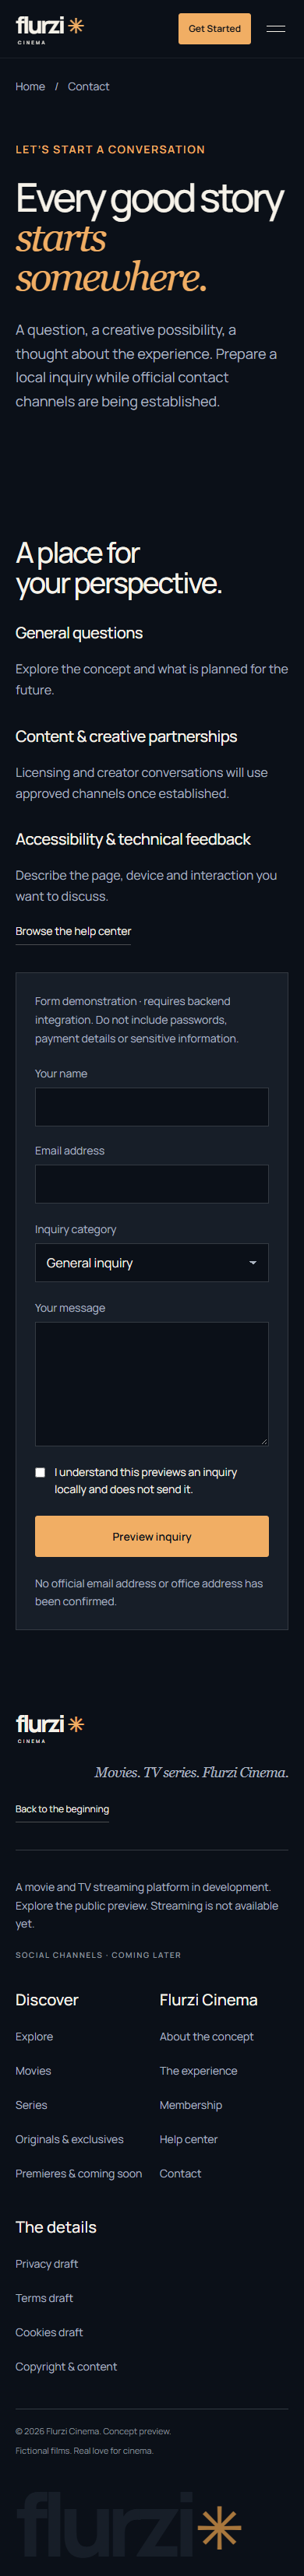 flurzi
CINEMA
Get Started
Home / Contact
LET'S START A CONVERSATION
Every good story
starts
somewhere.
A question, a creative possibility, a
thought about the experience. Prepare a
local inquiry while official contact
channels are being established.
A place for
your perspective.
General questions
Explore the concept and what is planned for the
future.
Content & creative partnerships
Licensing and creator conversations will use
approved channels once established.
Accessibility & technical feedback
Describe the page, device and interaction you
want to discuss.
Browse the help center
Form demonstration · requires backend
integration. Do not include passwords,
payment details or sensitive information.
Your name
Email address
Inquiry category
General inquiry
Your message
I understand this previews an inquiry
locally and does not send it.
Preview inquiry
No official email address or office address has
been confirmed.
flurzi
CINEMA
Movies. TV series. Flurzi Cinema.
Back to the beginning
A movie and TV streaming platform in development.
Explore the public preview. Streaming is not available
yet.
SOCIAL CHANNELS · COMING LATER
Discover
Explore
Movies
Series
Originals & exclusives
Premieres & coming soon
Flurzi Cinema
About the concept
The experience
Membership
Help center
Contact
The details
Privacy draft
Terms draft
Cookies draft
Copyright & content
© 2026 Flurzi Cinema. Concept preview.
Fictional films. Real love for cinema.
flurzi